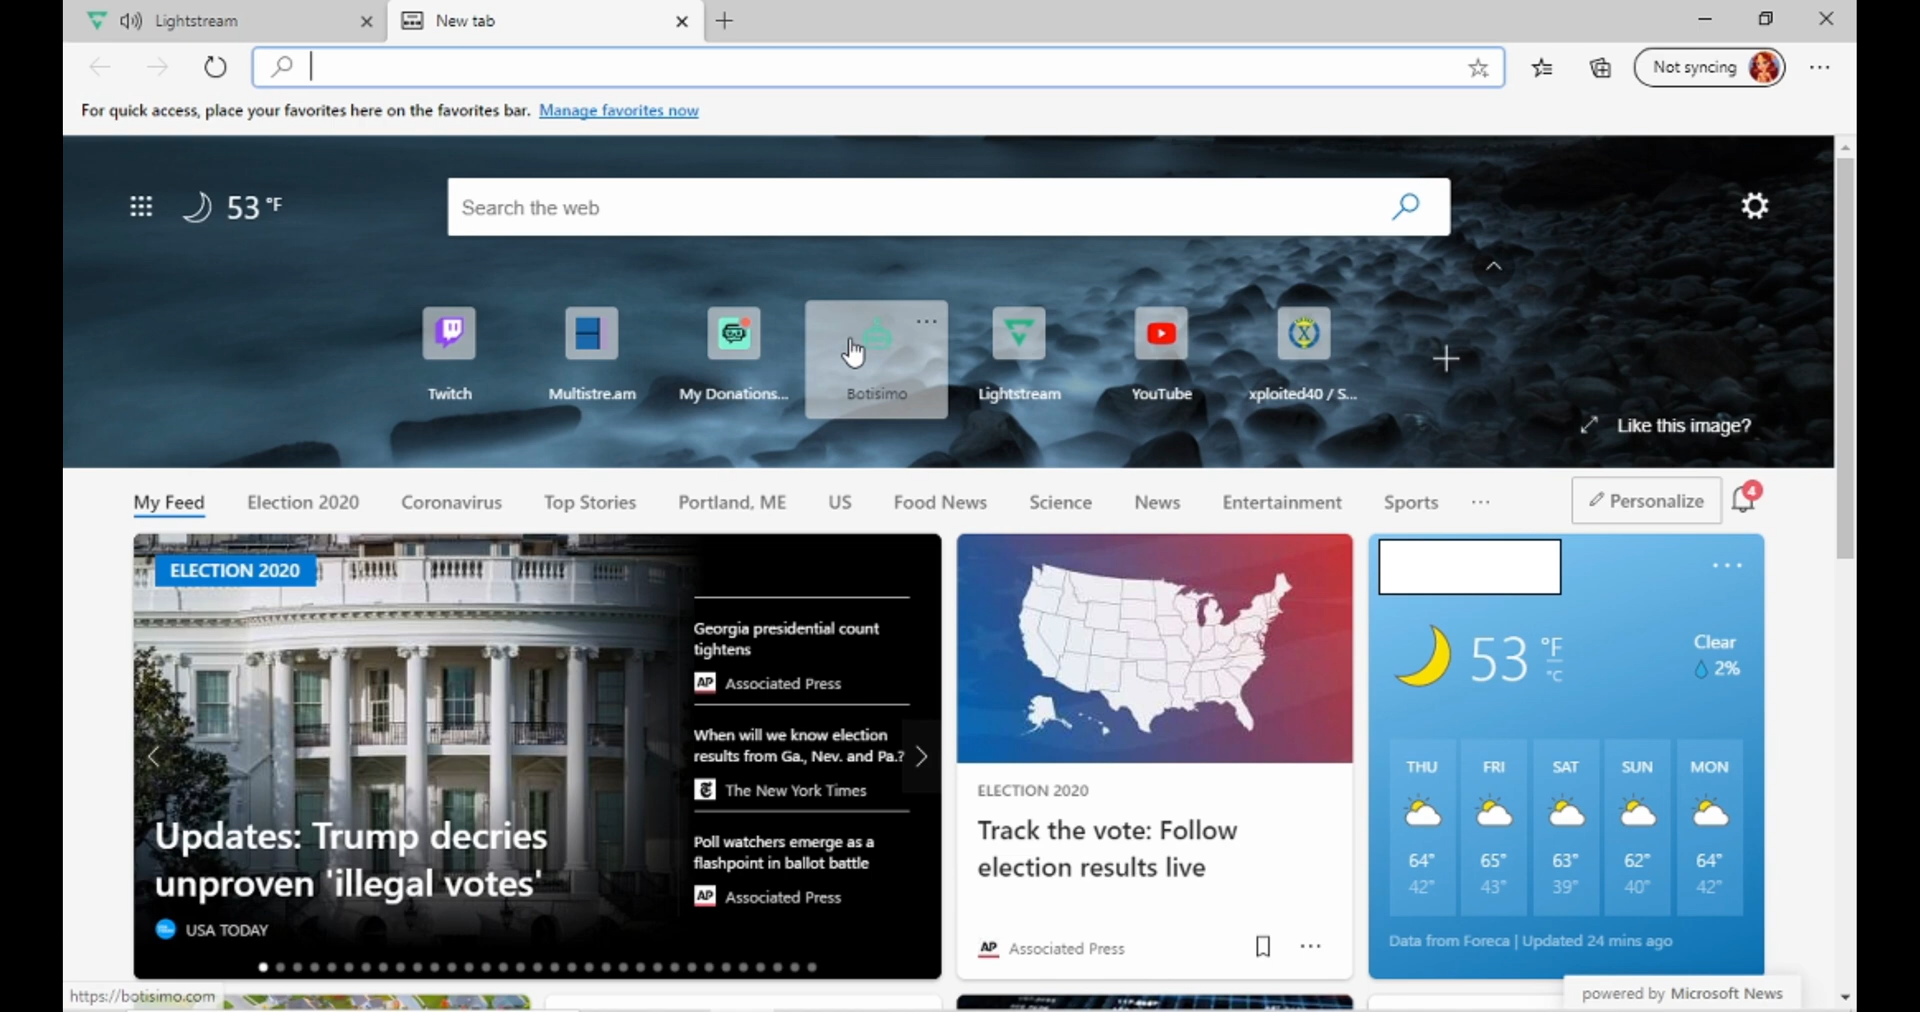 Lightstream
New tab
Not syncing
For quick access, place your favorites here on the favorites bar. Manage favorites now
53 °F
Search the web
Twitch
Multistre.am
My Donations...
Botisimo
Lightstream
YouTube
xploited40 / S...
Like this image?
My Feed
Election 2020
Coronavirus
Top Stories
Portland, ME
US
Food News
Science
News
Entertainment
Sports
Personalize
4
ELECTION 2020
Georgia presidential count
tightens
AP Associated Press
When will we know election
results from Ga., Nev. and Pa.?
The New York Times
Poll watchers emerge as a
flashpoint in ballot battle
AP Associated Press
Updates: Trump decries
unproven 'illegal votes'
USA TODAY
ELECTION 2020
Track the vote: Follow
election results live
AP Associated Press
53 °F
°C
Clear
2%
THU FRI SAT SUN MON
64° 65° 63° 62° 64°
42° 43° 39° 40° 42°
Data from Foreca | Updated 24 mins ago
https://botisimo.com
powered by Microsoft News